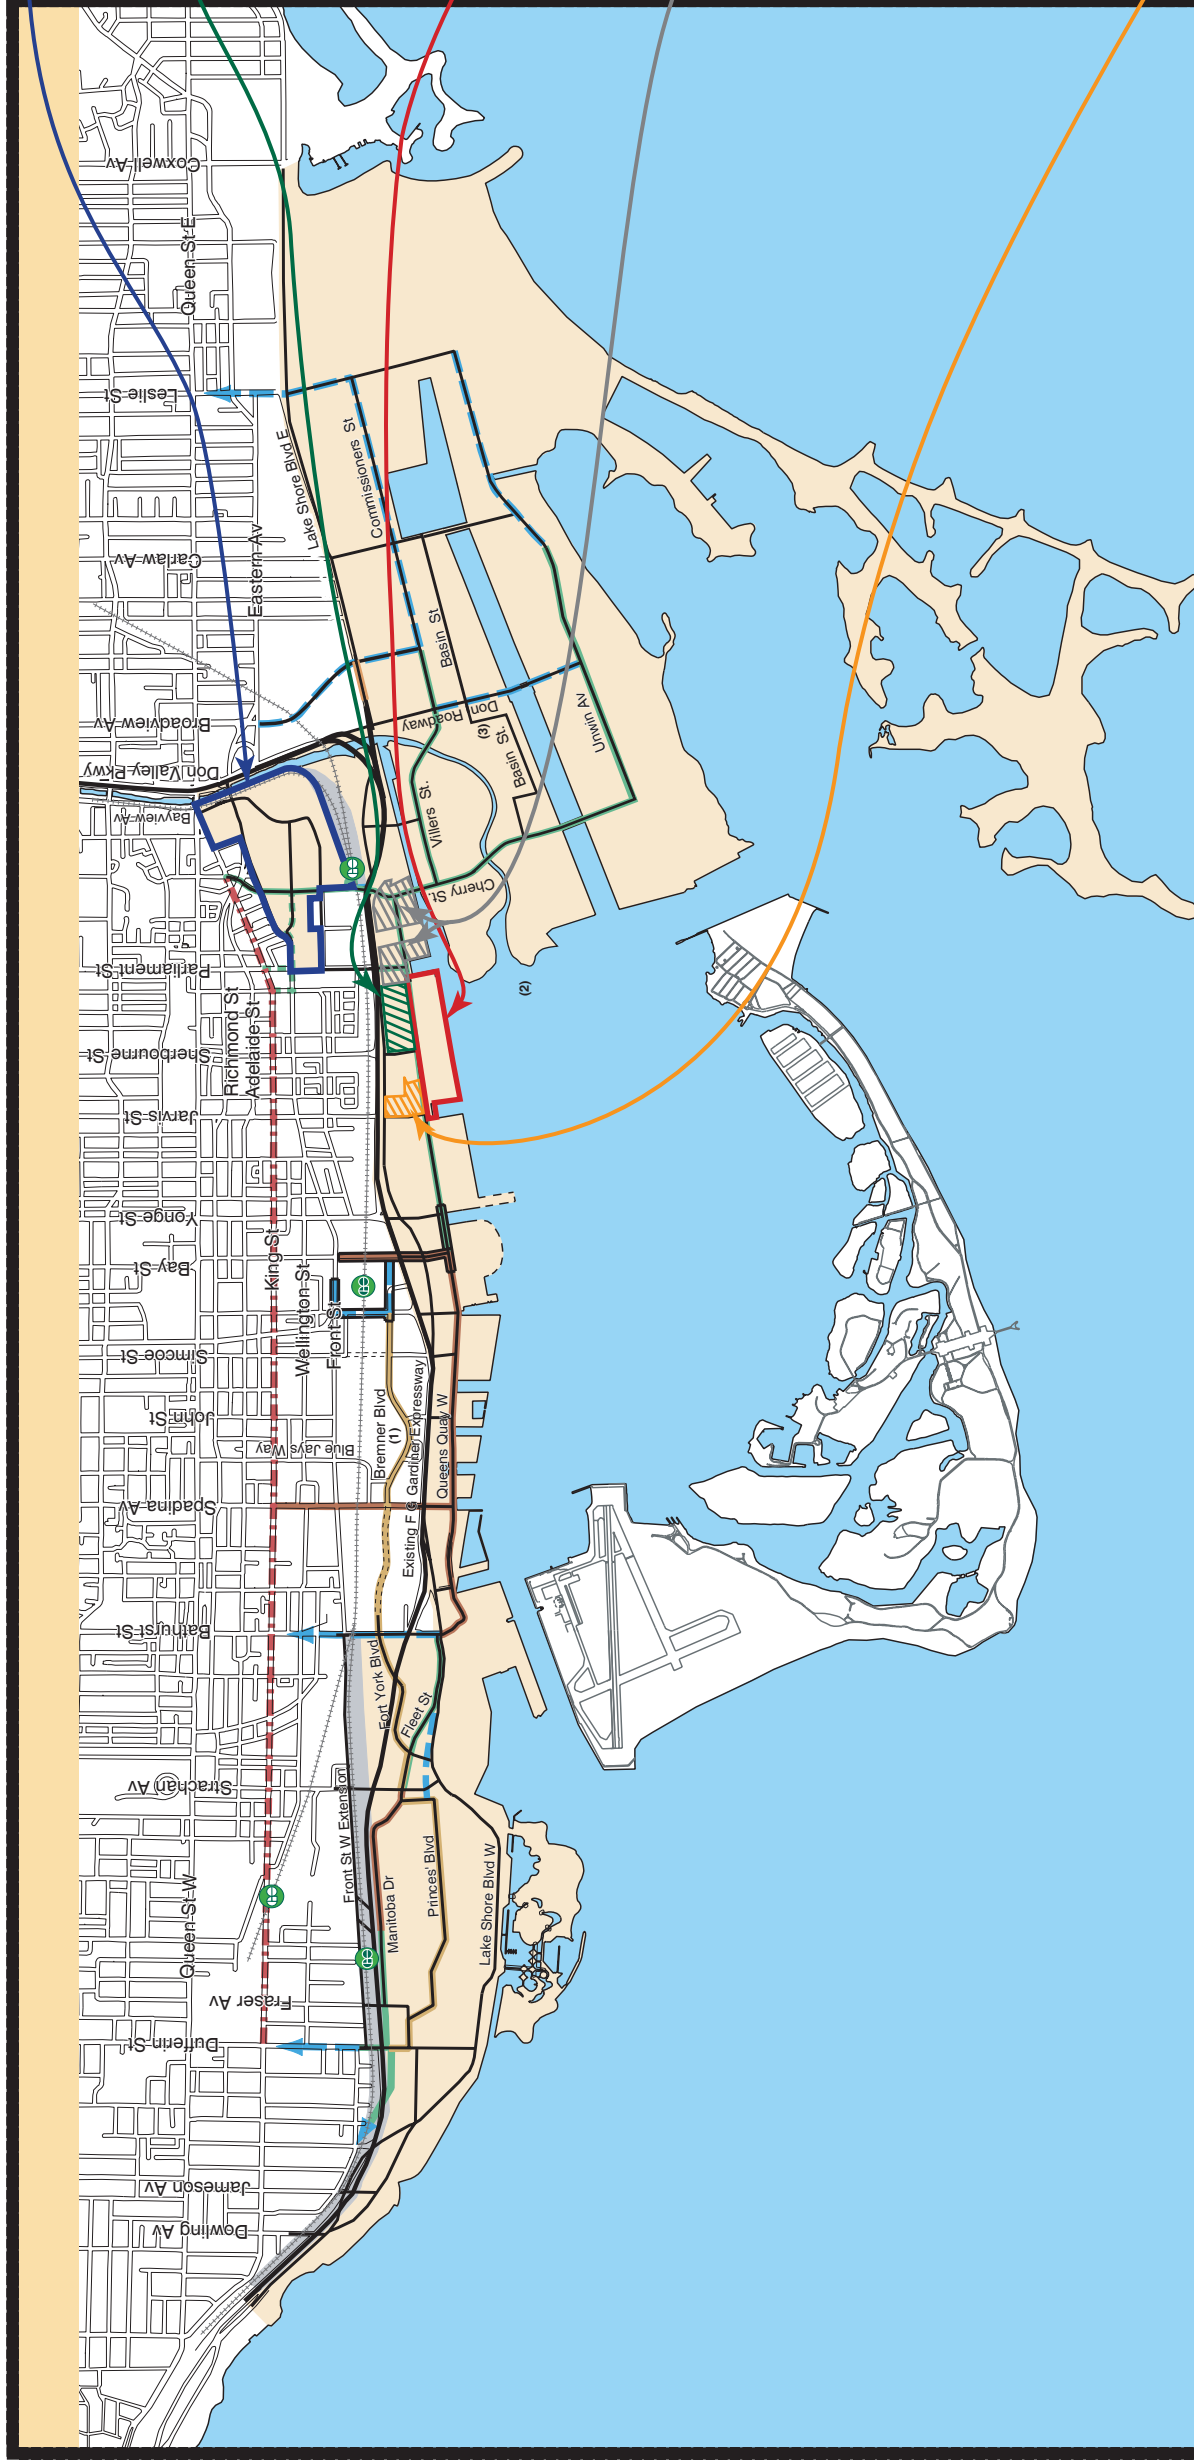 Coxwell Av
Queen St E
Leslie St
Lake Shore Blvd E
Commissioners St
Carlaw Av
Eastern Av
Basin St
Broadview Av
Don Roadway
(3)
Unwin Av
Basin St.
Don Valley Pkwy
Bayview Av
Villers St.
GO
Cherry St.
Parliament St
(2)
Richmond St
Adelaide St
Sherbourne St
Jarvis St
Yonge St
Bay St
King St
Wellington St
Front St
GO
Simcoe St
John St
Blue Jays Way
Bremner Blvd
(1)
Existing F G Gardiner Expressway
Queens Quay W
Spadina Av
Bathurst St
Fort York Blvd
Fleet St
Strachan Av
Front St W Extension
Princes' Blvd
Manitoba Dr
Lake Shore Blvd W
Queen St W
GO
GO
Fraser Av
Dufferin St
Jameson Av
Dowling Av